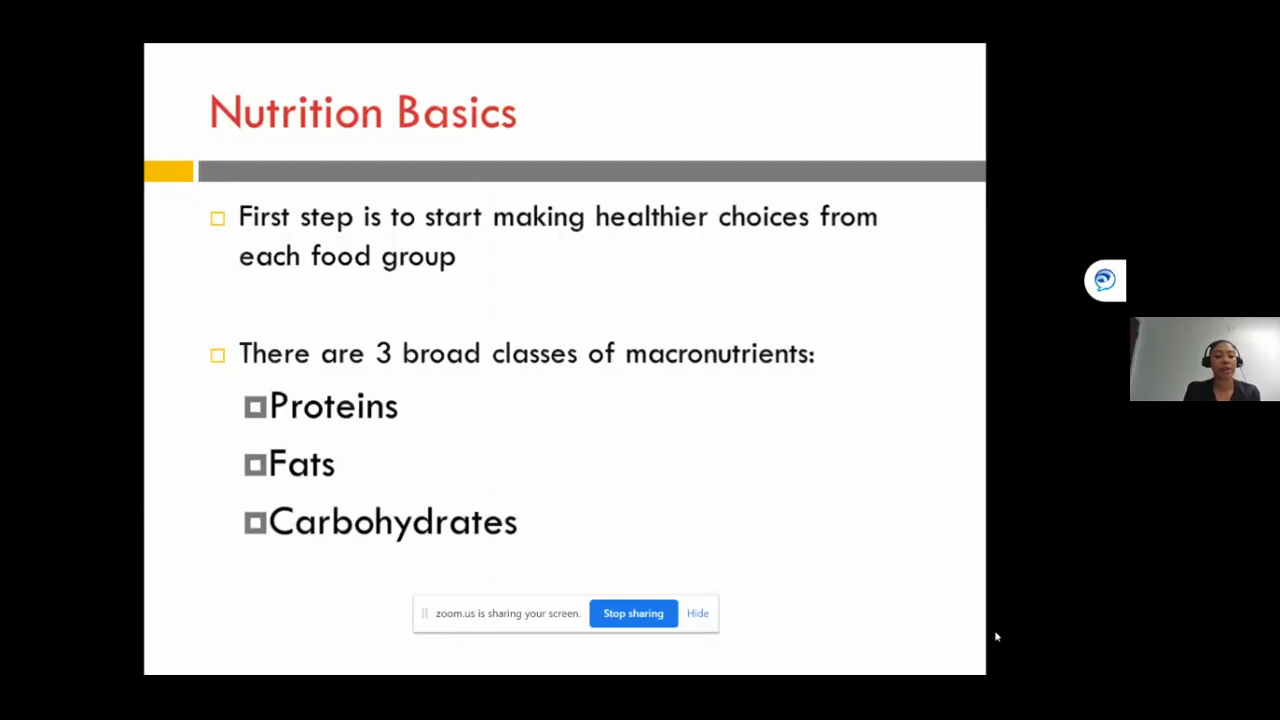 Nutrition Basics
First step is to start making healthier choices from
each food group
There are 3 broad classes of macronutrients:
Proteins
Fats
Carbohydrates
zoom.us is sharing your screen. Stop sharing Hide